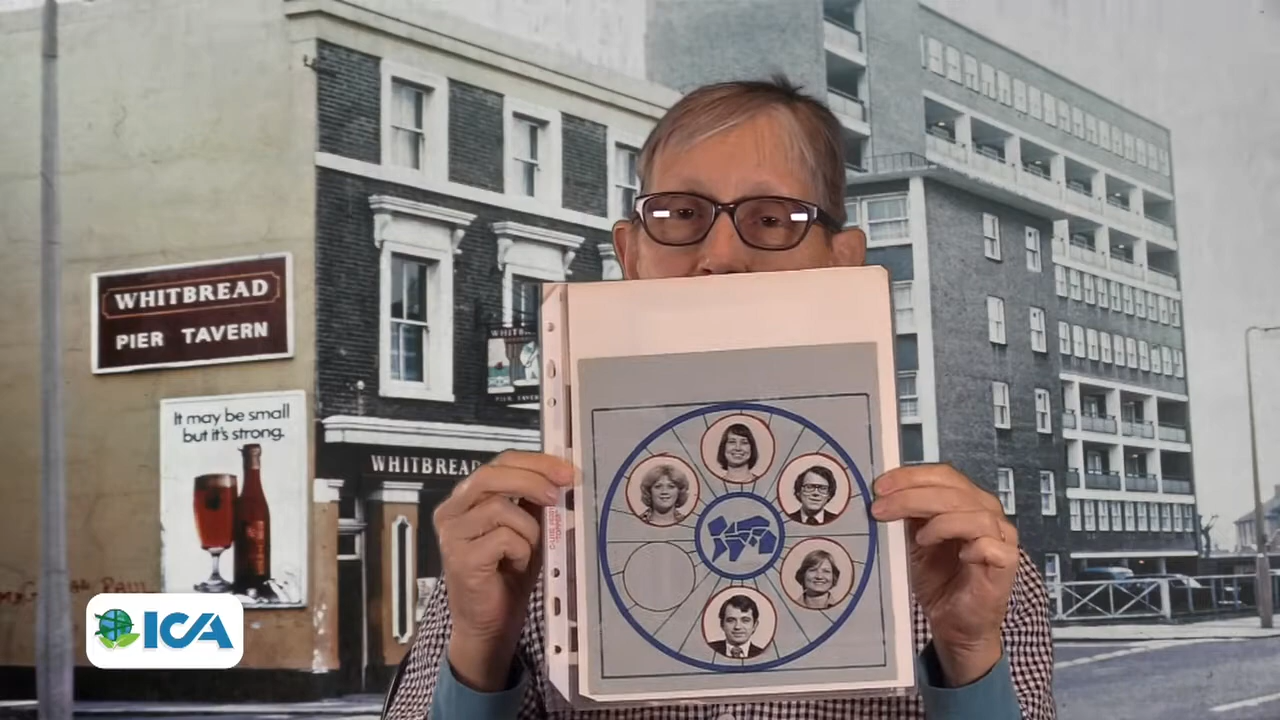 WHITBREAD
PIER TAVERN
It may be small
but it's strong.
WHITBREAD
ICA